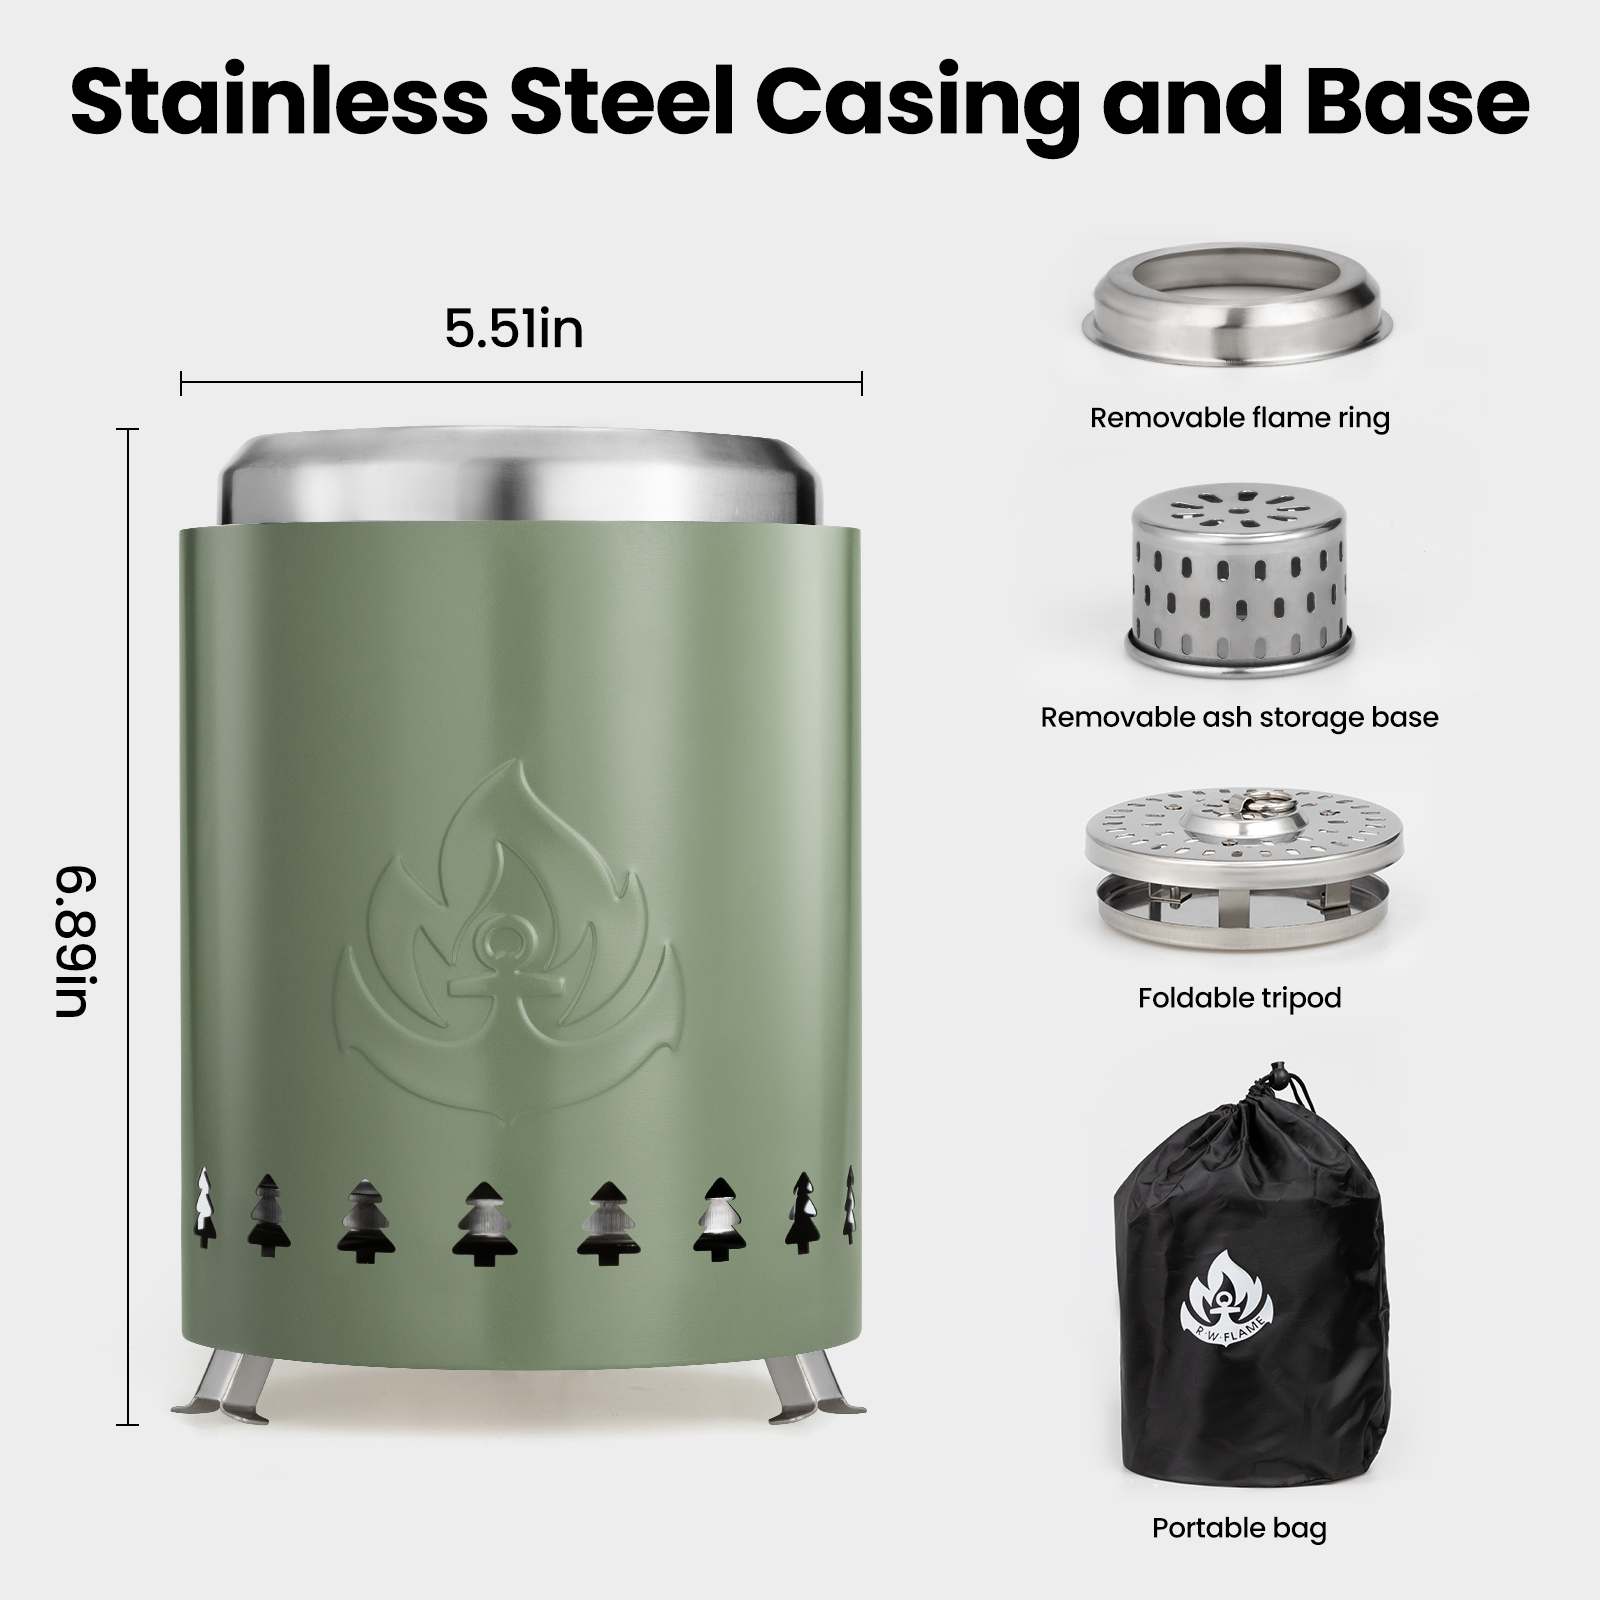 Stainless Steel Casing and Base
5.51in
6.89in
Removable flame ring
Removable ash storage base
Foldable tripod
R·W·FLAME
Portable bag